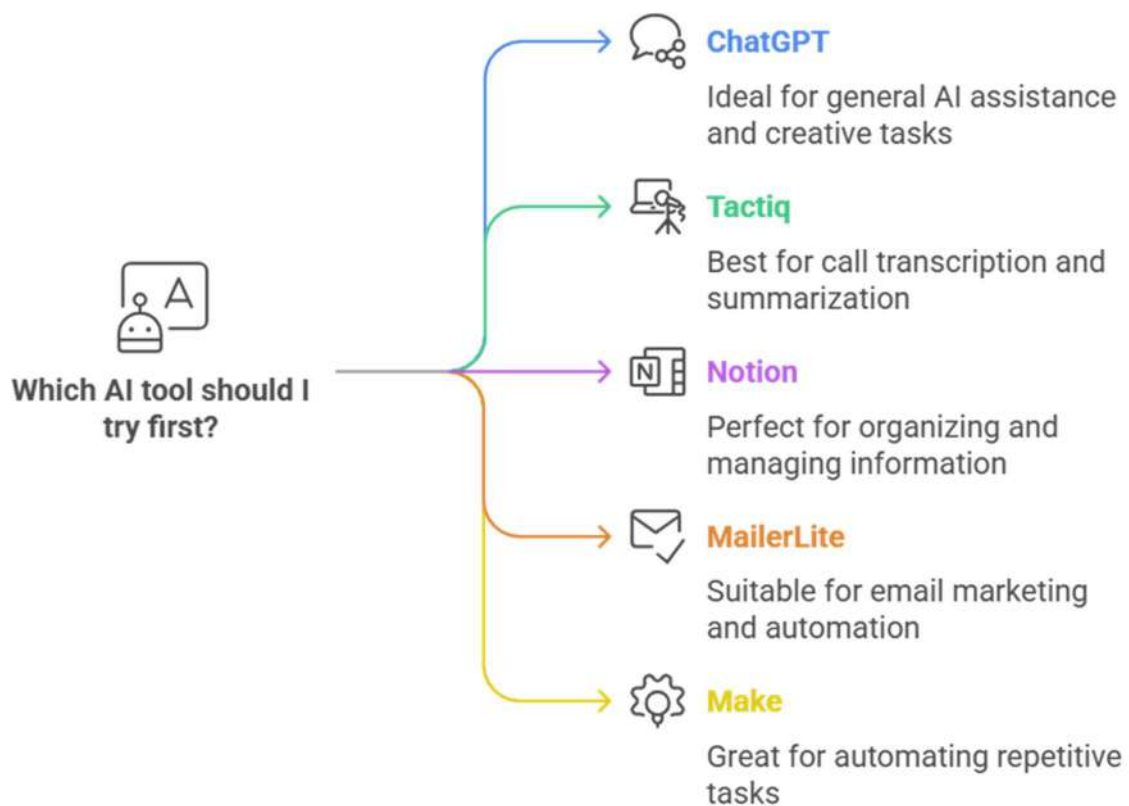 ChatGPT
Ideal for general AI assistance
and creative tasks
Tactiq
Best for call transcription and
summarization
A
Which AI tool should I
try first?
N
Notion
Perfect for organizing and
managing information
MailerLite
Suitable for email marketing
and automation
Make
Great for automating repetitive
tasks